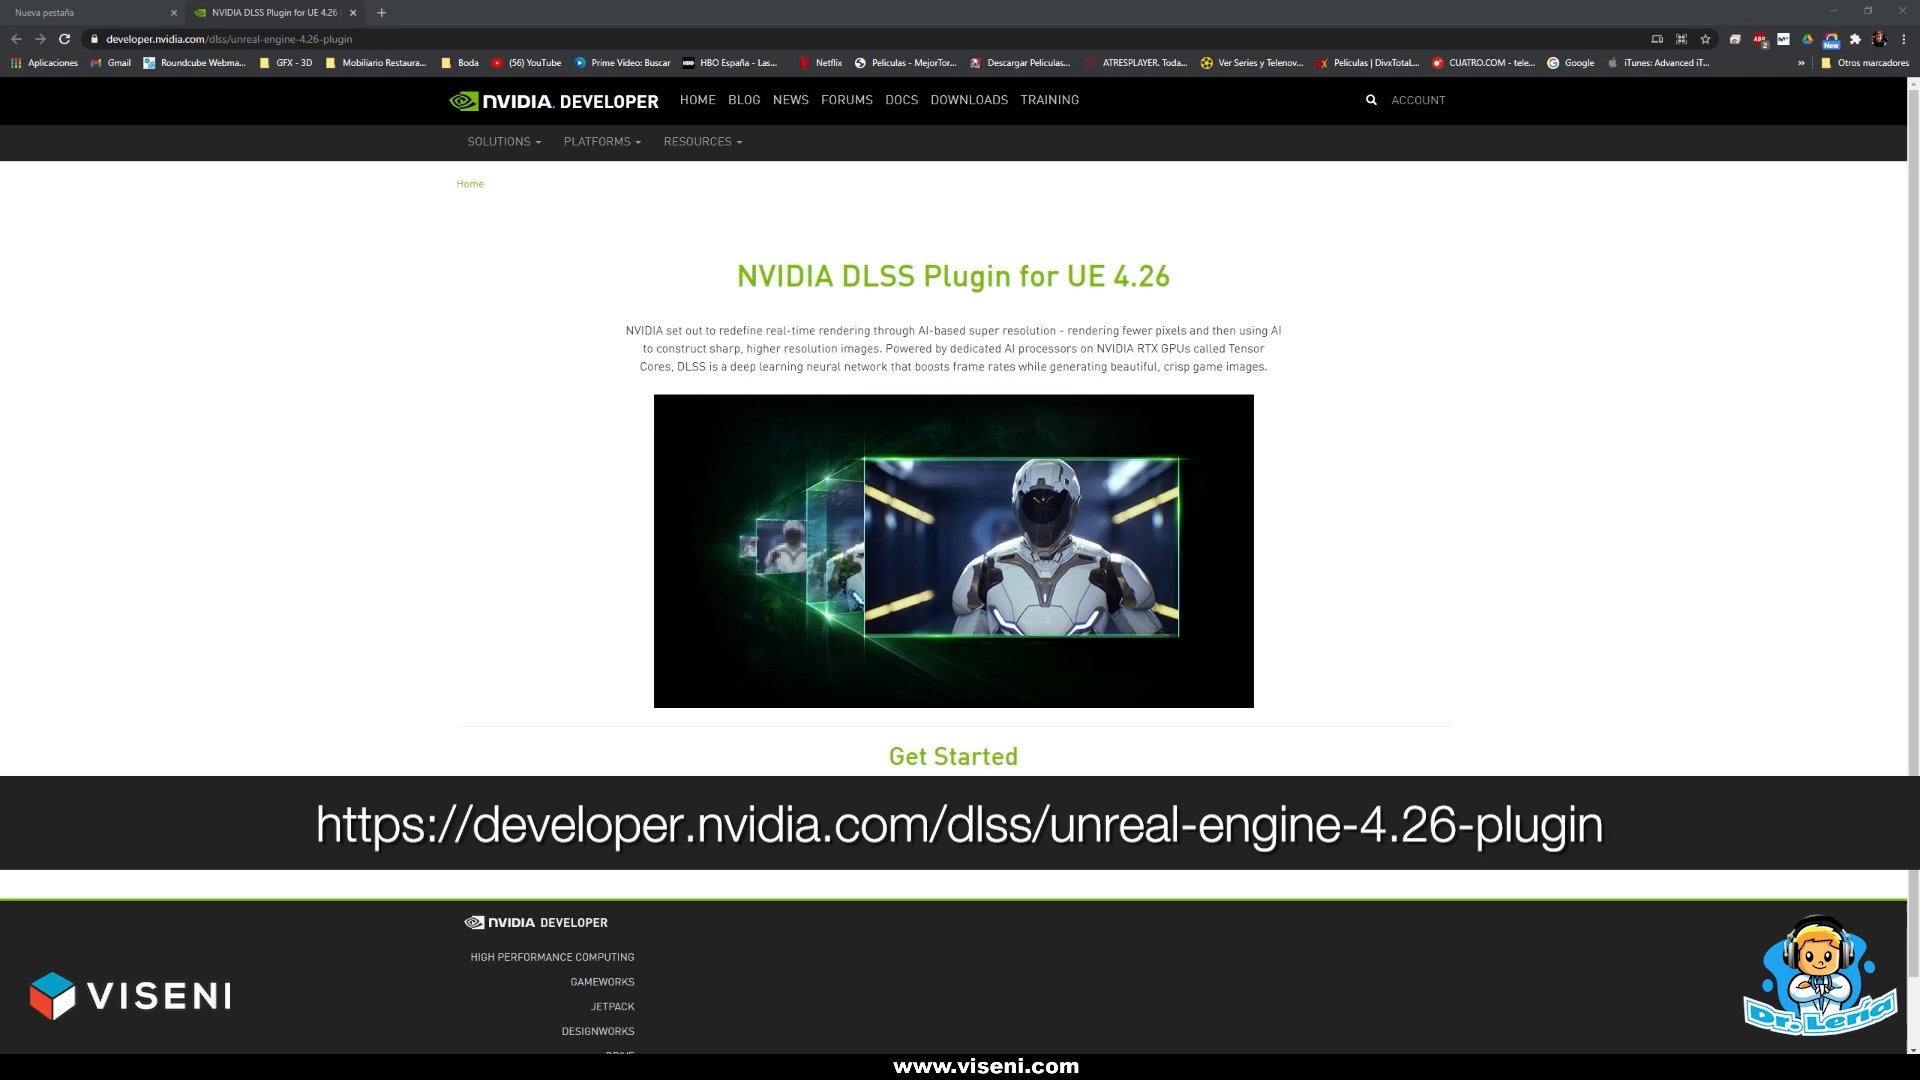 Nueva pestaña
NVIDIA DLSS Plugin for UE 4.26
developer.nvidia.com/dlss/unreal-engine-4.26-plugin
Aplicaciones Gmail Roundcube Webma... GFX - 3D Mobiliario Restaura... Boda (56) YouTube Prime Video: Buscar HBO España - Las... Netflix Peliculas - MejorTor... Descargar Peliculas... ATRESPLAYER. Toda... Ver Series y Telenov... Peliculas | DivxTotaL... CUATRO.COM - tele... Google iTunes: Advanced iT... » Otros marcadores
NVIDIA. DEVELOPER HOME BLOG NEWS FORUMS DOCS DOWNLOADS TRAINING ACCOUNT
SOLUTIONS PLATFORMS RESOURCES
Home
NVIDIA DLSS Plugin for UE 4.26
NVIDIA set out to redefine real-time rendering through AI-based super resolution - rendering fewer pixels and then using AI
to construct sharp, higher resolution images. Powered by dedicated AI processors on NVIDIA RTX GPUs called Tensor
Cores, DLSS is a deep learning neural network that boosts frame rates while generating beautiful, crisp game images.
Get Started
https://developer.nvidia.com/dlss/unreal-engine-4.26-plugin
NVIDIA DEVELOPER
HIGH PERFORMANCE COMPUTING
GAMEWORKS
JETPACK
DESIGNWORKS
VISENI
Dr. Lería
www.viseni.com